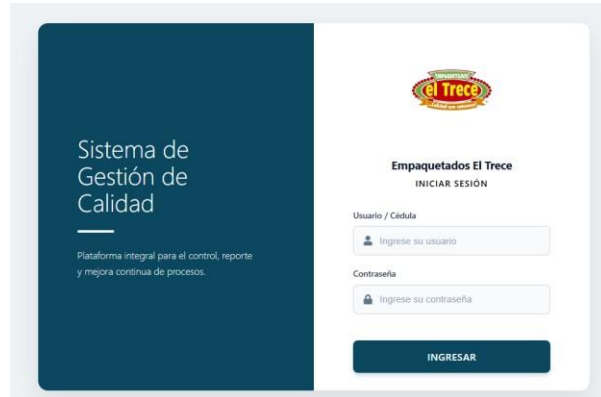 Sistema de
Gestión de
Calidad
Plataforma integral para el control, reporte
y mejora continua de procesos.
EMPAQUETADOS
el Trece
Empaquetados El Trece
INICIAR SESIÓN
Usuario / Cédula
Ingrese su usuario
Contraseña
Ingrese su contraseña
INGRESAR